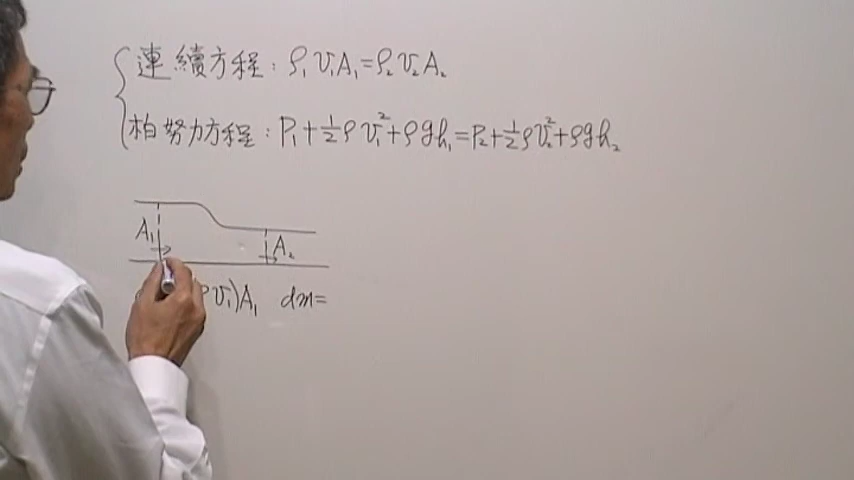 連續方程：ρ₁v₁A₁=ρ₂v₂A₂
柏努力方程：P₁+½ρv₁²+ρgh₁=P₂+½ρv₂²+ρgh₂
A₁
A₂
v₁)A₁ dm=